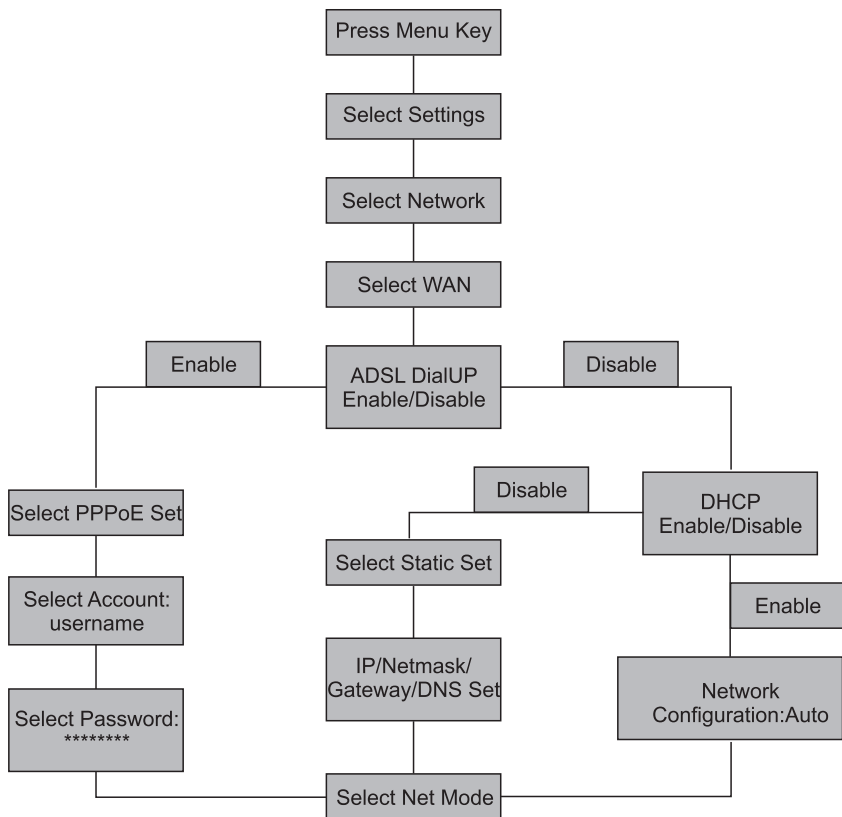 Press Menu Key
Select Settings
Select Network
Select WAN
Enable
ADSL DialUP
Enable/Disable
Disable
Select PPPoE Set
Disable
DHCP
Enable/Disable
Select Static Set
Select Account:
username
Enable
IP/Netmask/
Gateway/DNS Set
Network
Configuration:Auto
Select Password:
********
Select Net Mode